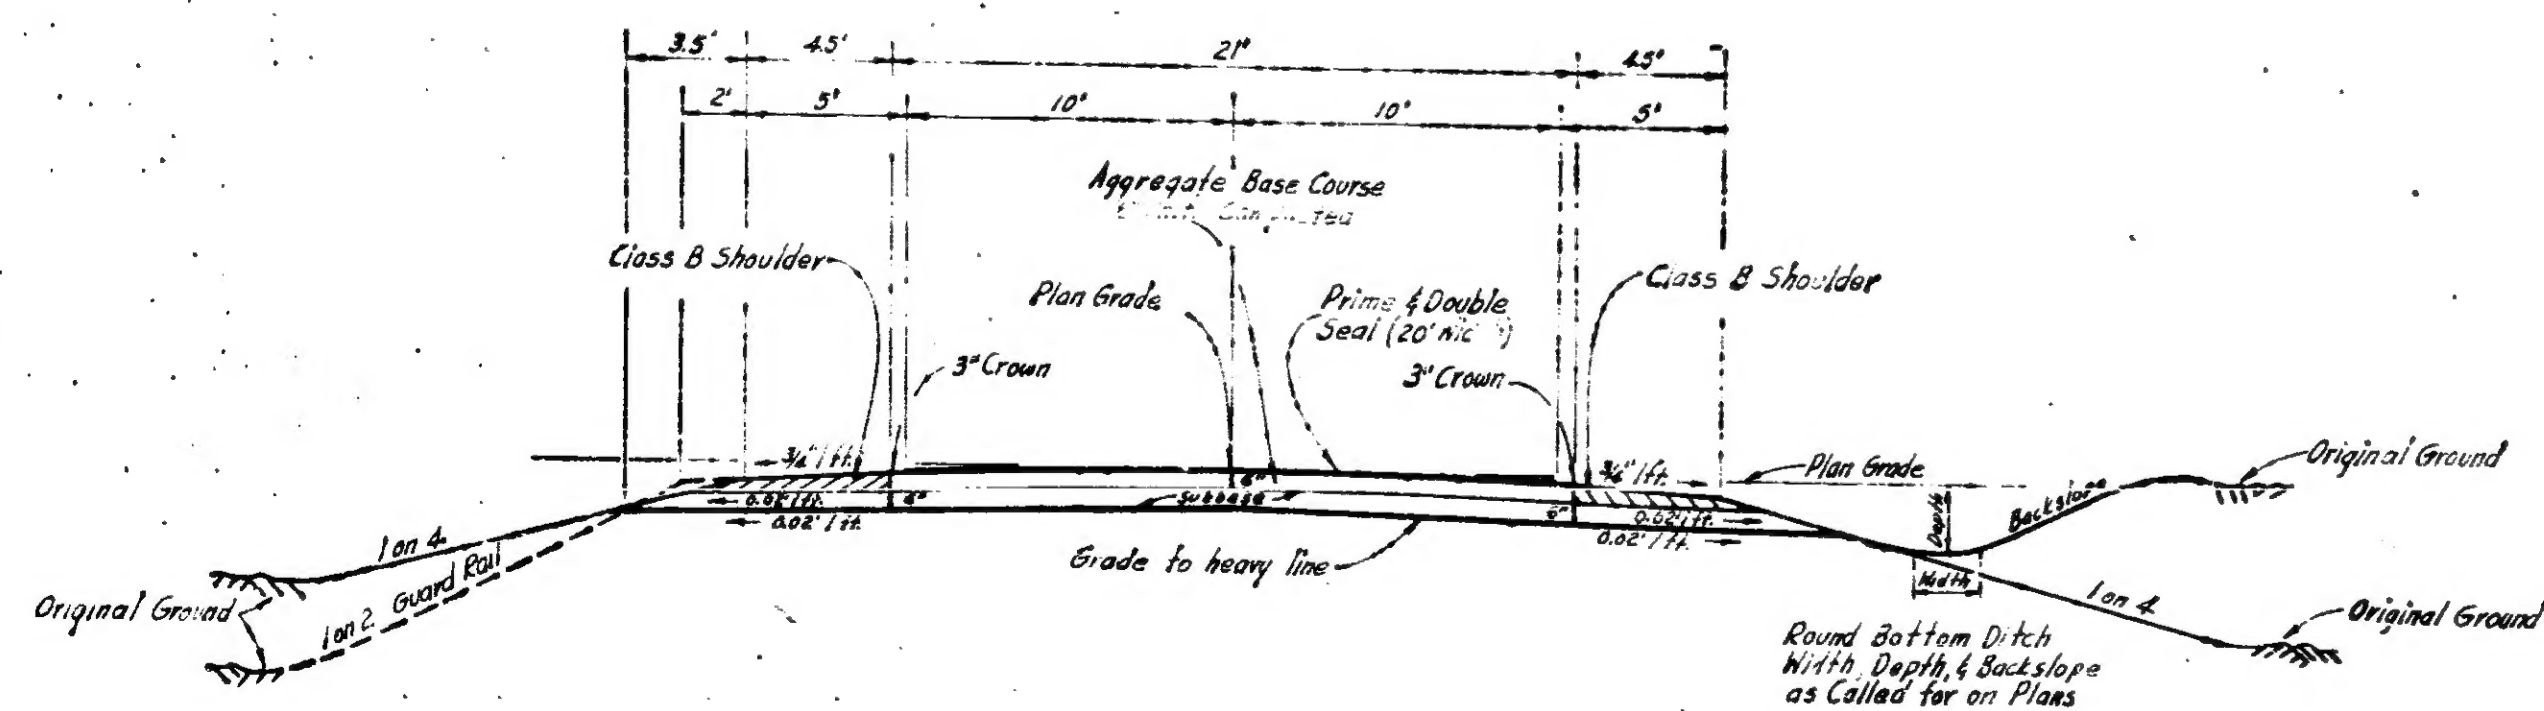 3.5'
4.5'
21'
4.5'
2'
5'
10'
10'
5'
Aggregate Base Course
Class B Shoulder
Class B Shoulder
Plan Grade
Prime & Double
Seal (20'
3" Crown
3" Crown
3/4"/ft.
3/4"/ft.
Plan Grade
Original Ground
0.02'/ft.
6"
6"
subbase
6"
0.02'/ft.
Depth
Backslope
0.02'/ft.
0.02'/ft.
1 on 4
Grade to heavy line
Width
1 on 4
Original Ground
1 on 2 Guard Rail
Original Ground
Round Bottom Ditch
Width, Depth, & Backslope
as Called for on Plans